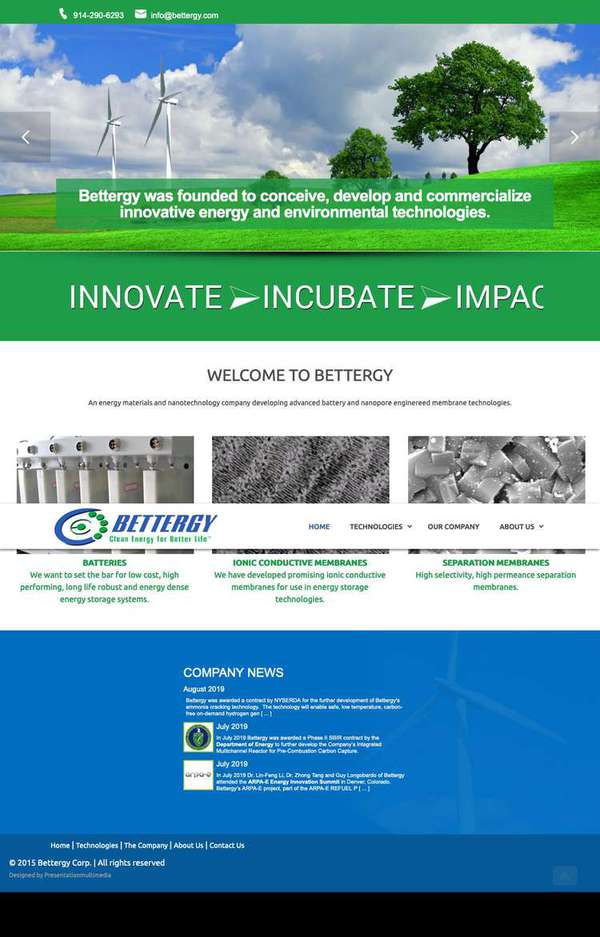 914-290-6293 info@bettergy.com
Bettergy was founded to conceive, develop and commercialize
innovative energy and environmental technologies.
INNOVATE INCUBATE IMPAC
WELCOME TO BETTERGY
An energy materials and nanotechnology company developing advanced battery and nanopore enginereed membrane technologies.
BETTERGY
Clean Energy for Better Life™
HOME TECHNOLOGIES OUR COMPANY ABOUT US
BATTERIES
We want to set the bar for low cost, high
performing, long life robust and energy dense
energy storage systems.
IONIC CONDUCTIVE MEMBRANES
We have developed promising ionic conductive
membranes for use in energy storage
technologies.
SEPARATION MEMBRANES
High selectivity, high permeance separation
membranes.
COMPANY NEWS
August 2019
Bettergy was awarded a contract by NYSERDA for the further development of Bettergy's
ammonia cracking technology. The technology will enable safe, low temperature, carbon-
free on-demand hydrogen gen [ ... ]
July 2019
In July 2019 Bettergy was awarded a Phase II SBIR contract by the
Department of Energy to further develop the Company's Integrated
Multichannel Reactor for Pre-Combustion Carbon Capture.
July 2019
arpa-e
In July 2019 Dr. Lin-Feng Li, Dr. Zhong Tang and Guy Longobardo of Bettergy
attended the ARPA-E Energy Innovation Summit in Denver, Colorado.
Bettergy's ARPA-E project, part of the ARPA-E REFUEL P [ ... ]
Home | Technologies | The Company | About Us | Contact Us
© 2015 Bettergy Corp. | All rights reserved
Designed by Presentationmultimedia